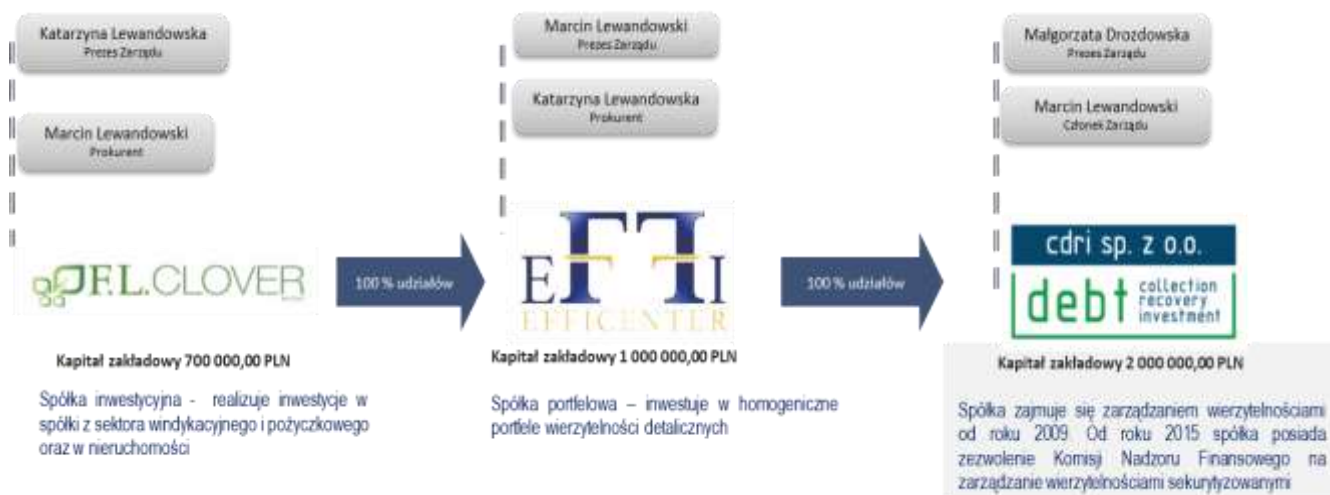 Katarzyna Lewandowska
Prezes Zarządu
Marcin Lewandowski
Prokurent
F.L.CLOVER
100 % udziałów
Kapitał zakładowy 700 000,00 PLN
Spółka inwestycyjna - realizuje inwestycje w
spółki z sektora windykacyjnego i pożyczkowego
oraz w nieruchomości
Marcin Lewandowski
Prezes Zarządu
Katarzyna Lewandowska
Prokurent
EFFI
EFFICENTER
100 % udziałów
Kapitał zakładowy 1 000 000,00 PLN
Spółka portfelowa – inwestuje w homogeniczne
portfele wierzytelności detalicznych
Małgorzata Drozdowska
Prezes Zarządu
Marcin Lewandowski
Członek Zarządu
cdri sp. z o.o.
debt collection
recovery
investment
Kapitał zakładowy 2 000 000,00 PLN
Spółka zajmuje się zarządzaniem wierzytelnościami
od roku 2009. Od roku 2015 spółka posiada
zezwolenie Komisji Nadzoru Finansowego na
zarządzanie wierzytelnościami sekurytyzowanymi